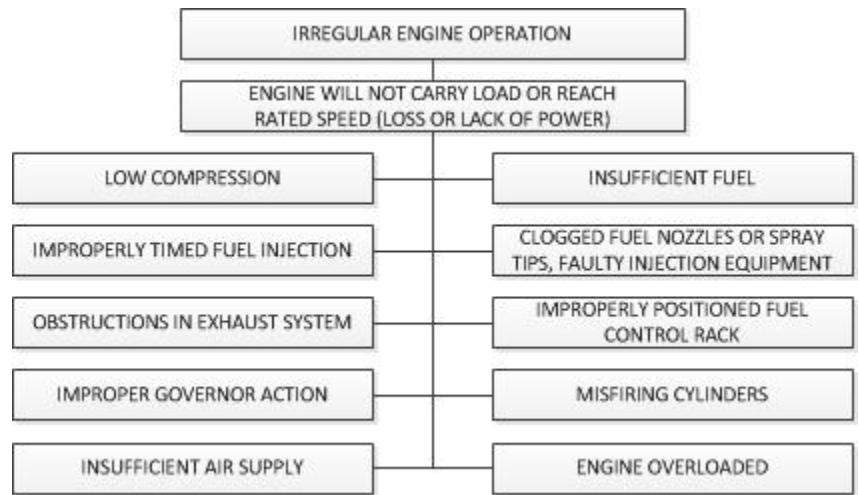 IRREGULAR ENGINE OPERATION
ENGINE WILL NOT CARRY LOAD OR REACH
RATED SPEED (LOSS OR LACK OF POWER)
LOW COMPRESSION
INSUFFICIENT FUEL
IMPROPERLY TIMED FUEL INJECTION
CLOGGED FUEL NOZZLES OR SPRAY
TIPS, FAULTY INJECTION EQUIPMENT
OBSTRUCTIONS IN EXHAUST SYSTEM
IMPROPERLY POSITIONED FUEL
CONTROL RACK
IMPROPER GOVERNOR ACTION
MISFIRING CYLINDERS
INSUFFICIENT AIR SUPPLY
ENGINE OVERLOADED